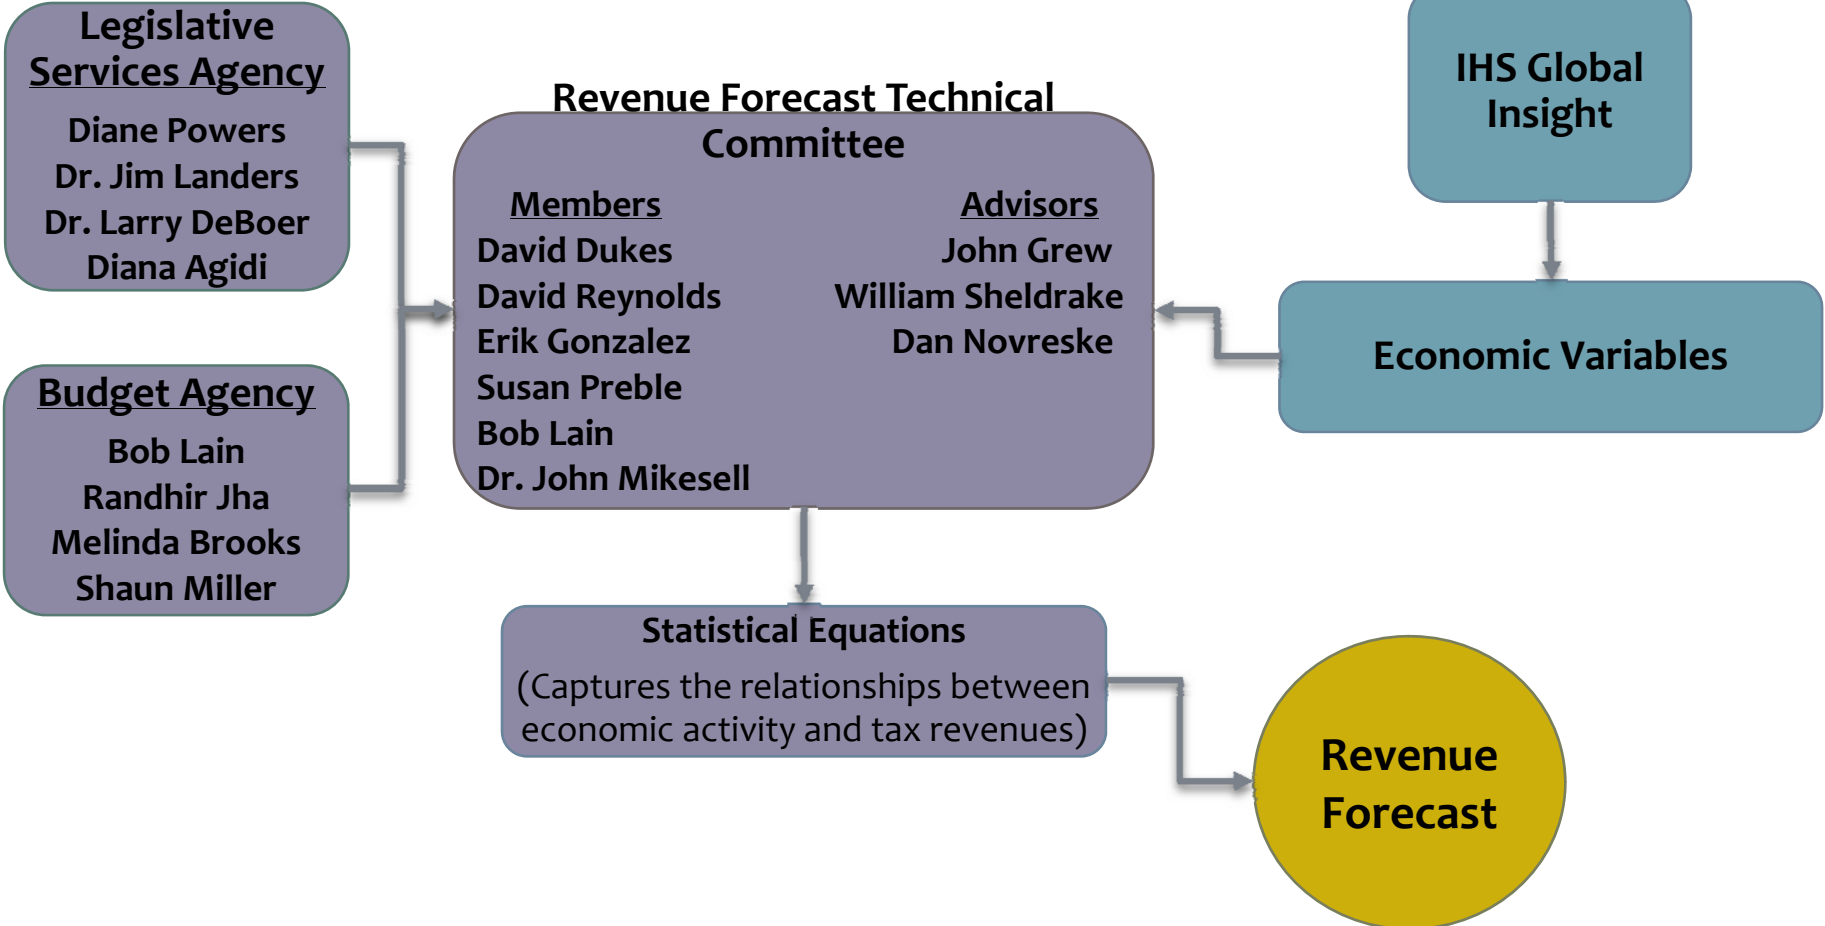 Legislative
Services Agency
Diane Powers
Dr. Jim Landers
Dr. Larry DeBoer
Diana Agidi
Budget Agency
Bob Lain
Randhir Jha
Melinda Brooks
Shaun Miller
Revenue Forecast Technical
Committee
Members
David Dukes
David Reynolds
Erik Gonzalez
Susan Preble
Bob Lain
Dr. John Mikesell
Advisors
John Grew
William Sheldrake
Dan Novreske
IHS Global
Insight
Economic Variables
Statistical Equations
(Captures the relationships between
economic activity and tax revenues)
Revenue
Forecast